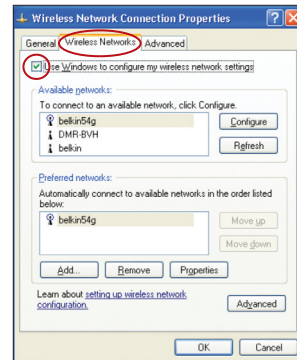 Wireless Network Connection Properties
General Wireless Networks Advanced
Use Windows to configure my wireless network settings
Available networks:
To connect to an available network, click Configure.
belkin54g
DMR-BVH
belkin
Configure
Refresh
Preferred networks:
Automatically connect to available networks in the order listed
below:
belkin54g
Move up
Move down
Add... Remove Properties
Learn about setting up wireless network
configuration.
Advanced
OK Cancel